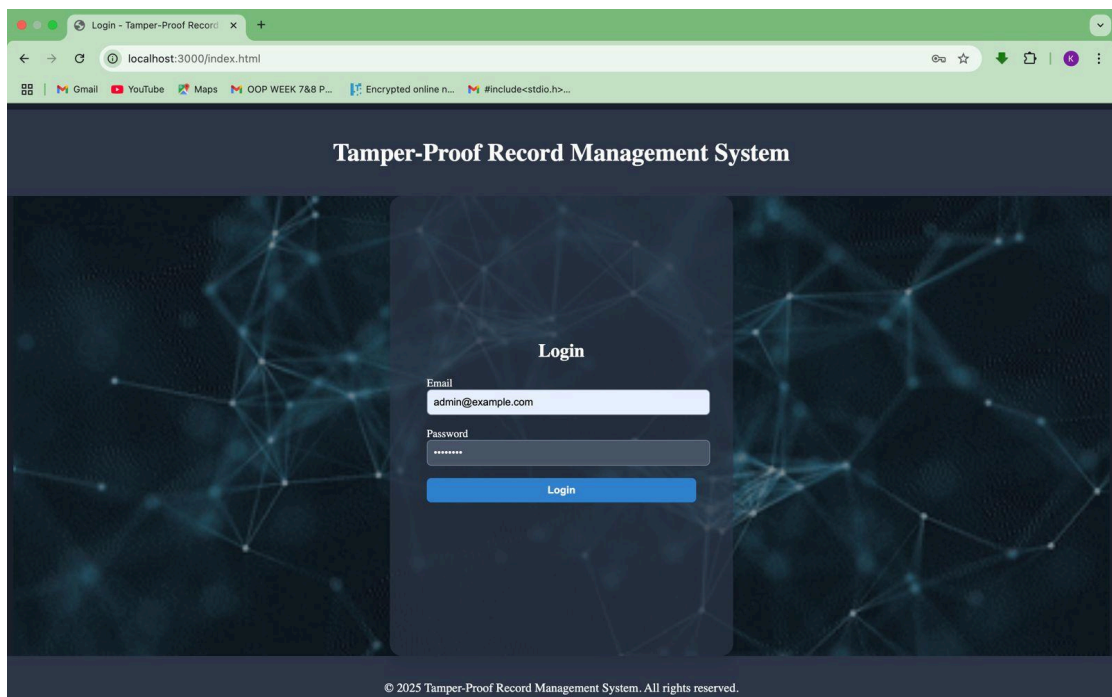 Login - Tamper-Proof Record
localhost:3000/index.html
K
Gmail YouTube Maps OOP WEEK 7&8 P... Encrypted online n... #include<stdio.h>...
Tamper-Proof Record Management System
Login
Email
admin@example.com
Password
••••••••
Login
© 2025 Tamper-Proof Record Management System. All rights reserved.